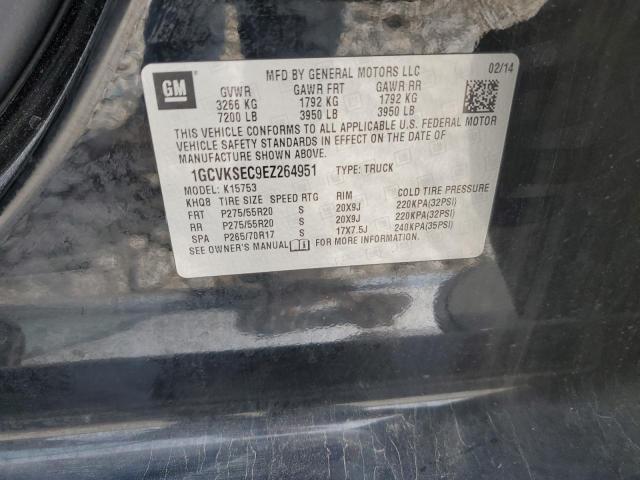 GM
MFD BY GENERAL MOTORS LLC 02/14
GVWR GAWR FRT GAWR RR
3266 KG 1792 KG 1792 KG
7200 LB 3950 LB 3950 LB
THIS VEHICLE CONFORMS TO ALL APPLICABLE U.S. FEDERAL MOTOR
VEHICLE SAFETY STANDARDS IN EFFECT ON THE DATE OF
MANUFACTURE SHOWN ABOVE.
1GCVKSEC9EZ264951 TYPE: TRUCK
MODEL: K15753
KHQ8 TIRE SIZE SPEED RTG RIM COLD TIRE PRESSURE
FRT P275/55R20 S 20X9J 220KPA(32PSI)
RR P275/55R20 S 20X9J 220KPA(32PSI)
SPA P265/70R17 S 17X7.5J 240KPA(35PSI)
SEE OWNER'S MANUAL FOR MORE INFORMATION.